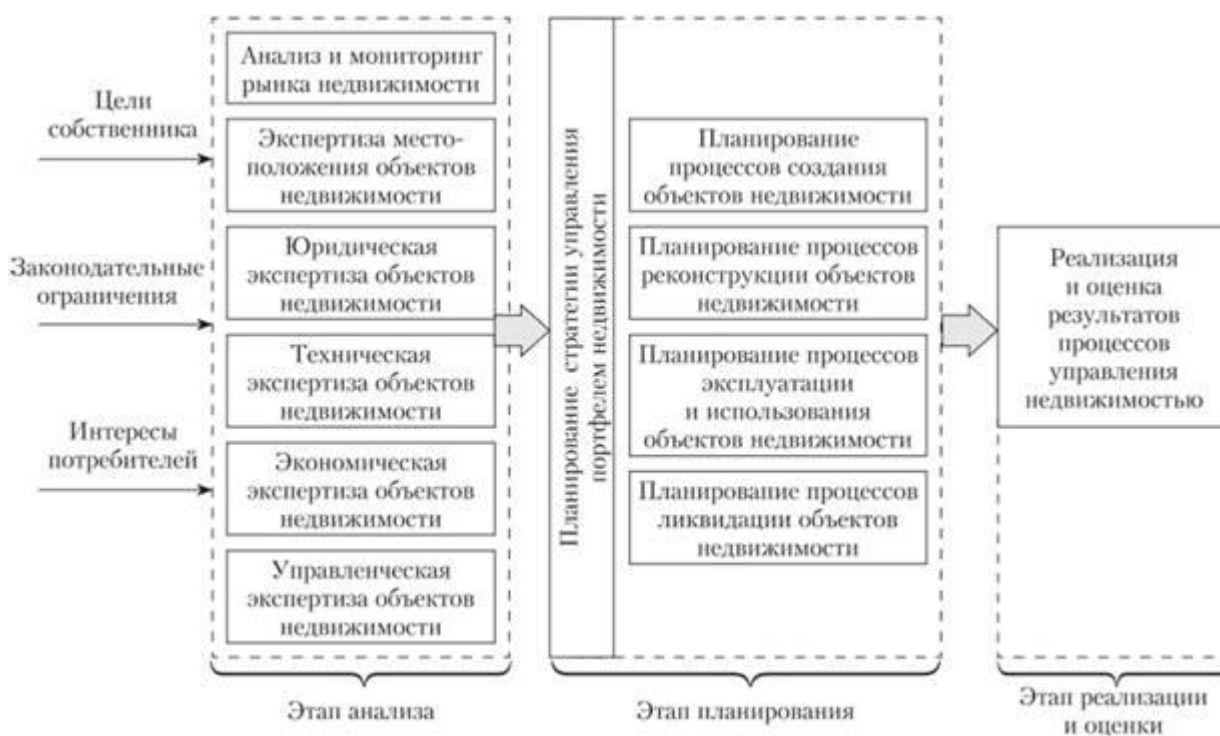 Цели
собственника
Законодательные
ограничения
Интересы
потребителей
Анализ и мониторинг
рынка недвижимости
Экспертиза место-
положения объектов
недвижимости
Юридическая
экспертиза объектов
недвижимости
Техническая
экспертиза объектов
недвижимости
Экономическая
экспертиза объектов
недвижимости
Управленческая
экспертиза объектов
недвижимости
Этап анализа
Планирование стратегии управления
портфелем недвижимости
Планирование
процессов создания
объектов недвижимости
Планирование процессов
реконструкции объектов
недвижимости
Планирование процессов
эксплуатации
и использования
объектов недвижимости
Планирование процессов
ликвидации объектов
недвижимости
Этап планирования
Реализация
и оценка
результатов
процессов
управления
недвижимостью
Этап реализации
и оценки